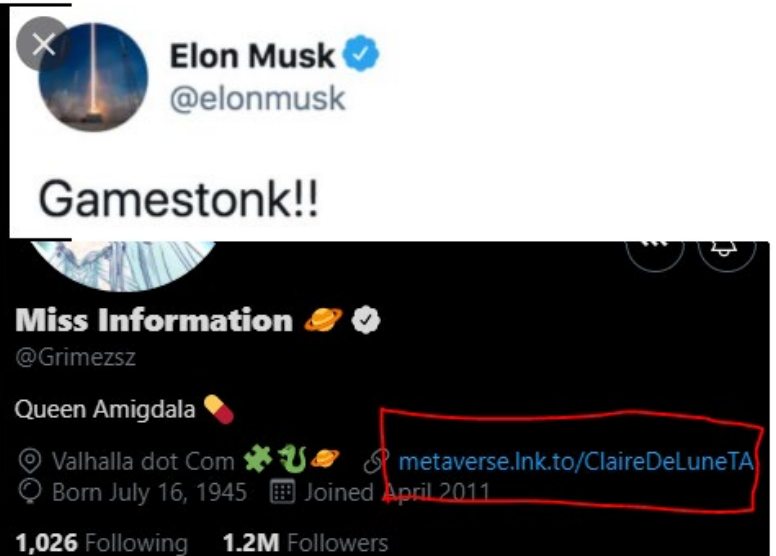 Elon Musk
@elonmusk
Gamestonk!!
Miss Information 🪐
@Grimezsz
Queen Amigdala 💊
Valhalla dot Com 🧩🐉🪐 metaverse.lnk.to/ClaireDeLuneTA
Born July 16, 1945 Joined April 2011
1,026 Following 1.2M Followers